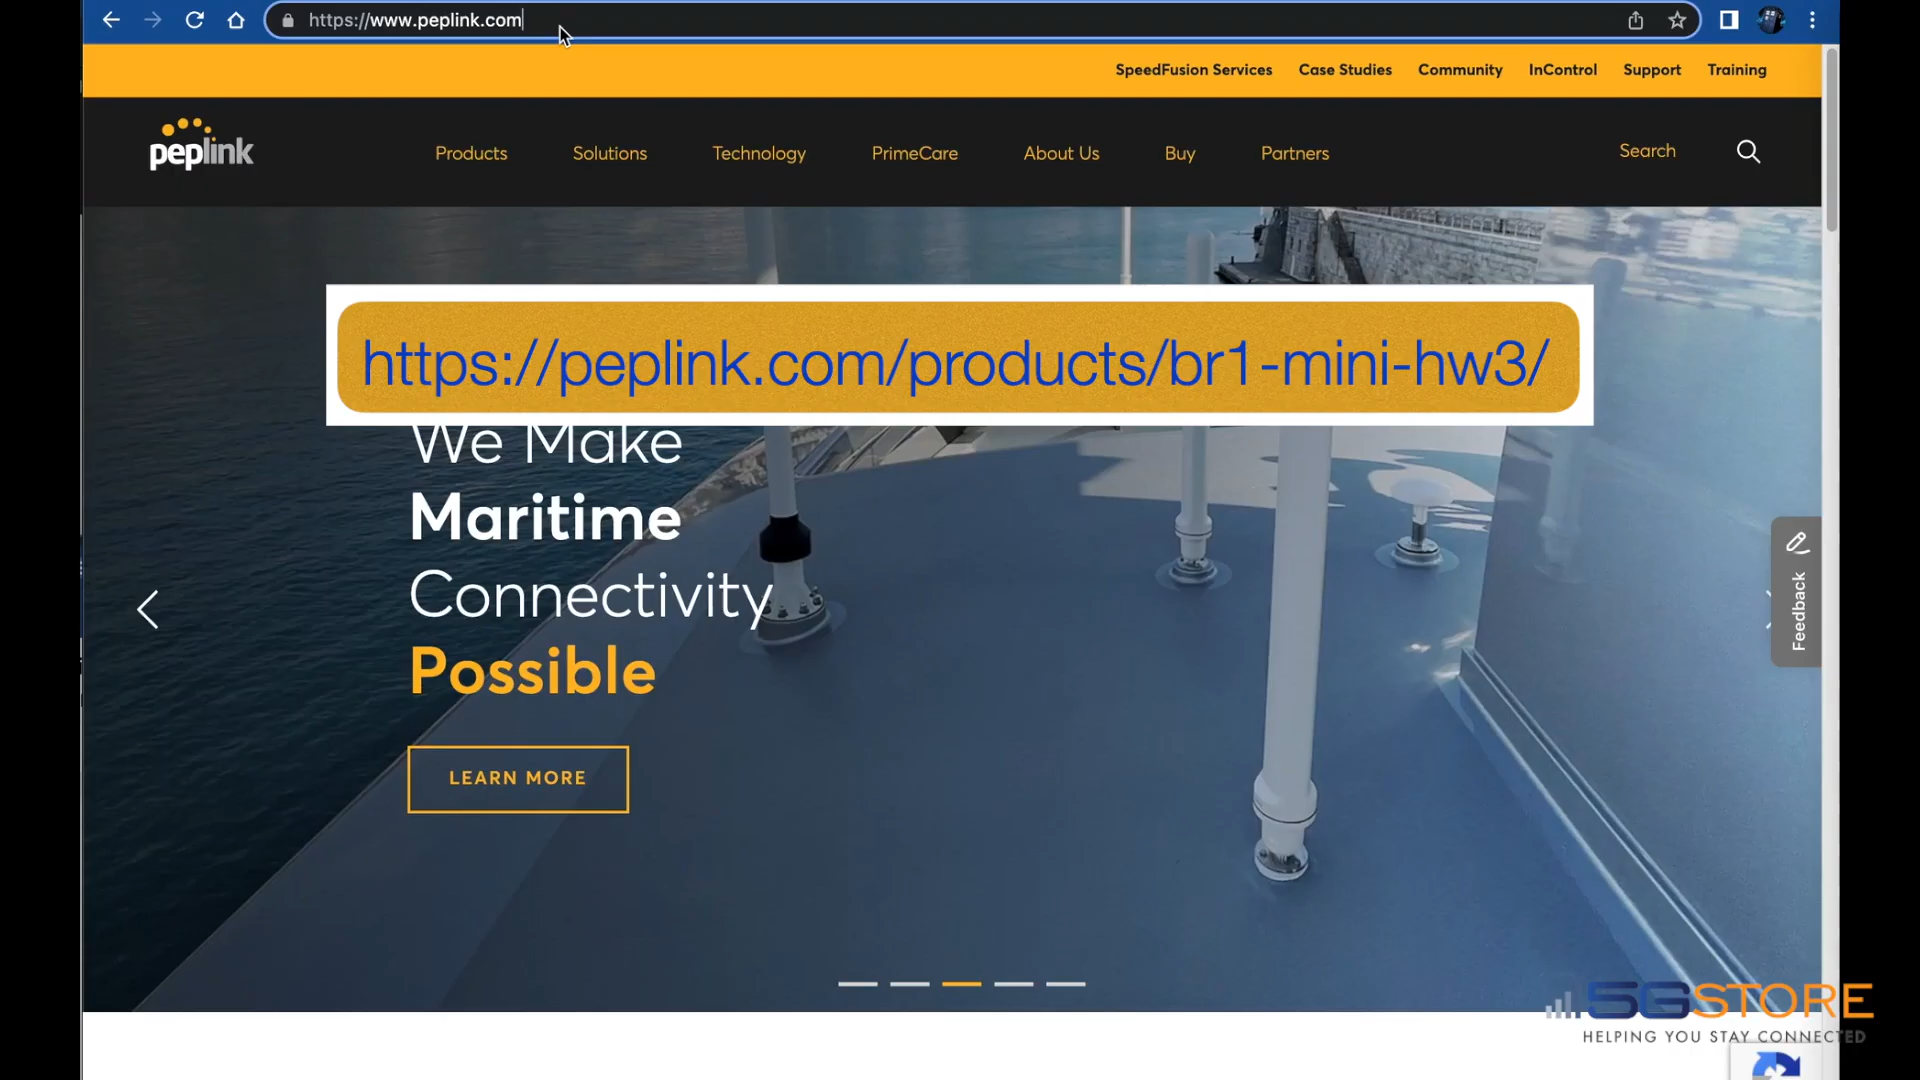 https://www.peplink.com
SpeedFusion Services Case Studies Community InControl Support Training
peplink
Products Solutions Technology PrimeCare About Us Buy Partners Search
https://peplink.com/products/br1-mini-hw3/
We Make
Maritime
Connectivity
Possible
LEARN MORE
Feedback
5GSTORE
HELPING YOU STAY CONNECTED